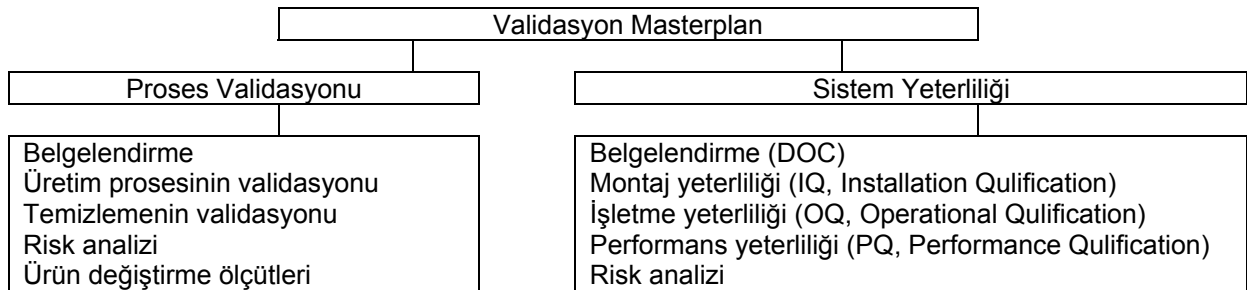 Validasyon Masterplan
Proses Validasyonu
Belgelendirme
Üretim prosesinin validasyonu
Temizlemenin validasyonu
Risk analizi
Ürün değiştirme ölçütleri
Sistem Yeterliliği
Belgelendirme (DOC)
Montaj yeterliliği (IQ, Installation Qulification)
İşletme yeterliliği (OQ, Operational Qulification)
Performans yeterliliği (PQ, Performance Qulification)
Risk analizi